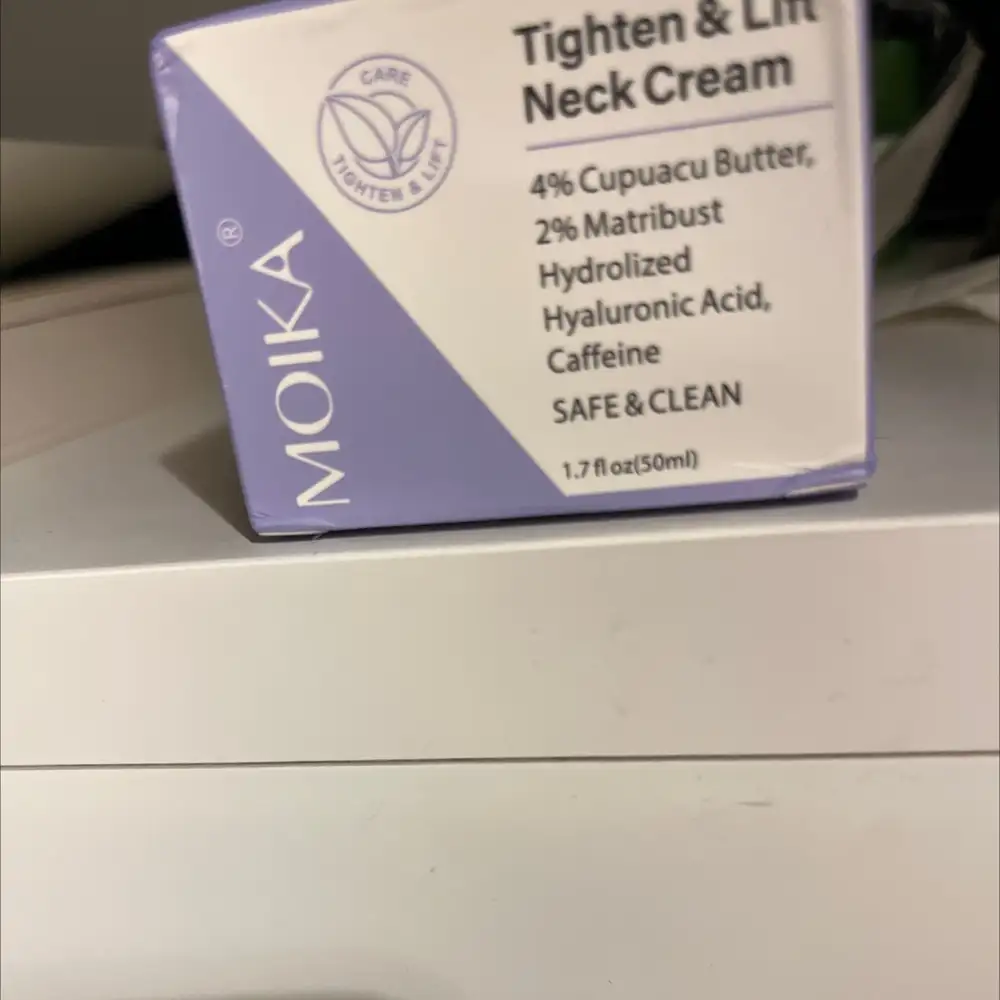 Tighten & Lift
Neck Cream
CARE
TIGHTEN & LIFT
MOIKA®
4% Cupuacu Butter,
2% Matribust
Hydrolized
Hyaluronic Acid,
Caffeine
SAFE & CLEAN
1.7 fl oz(50ml)